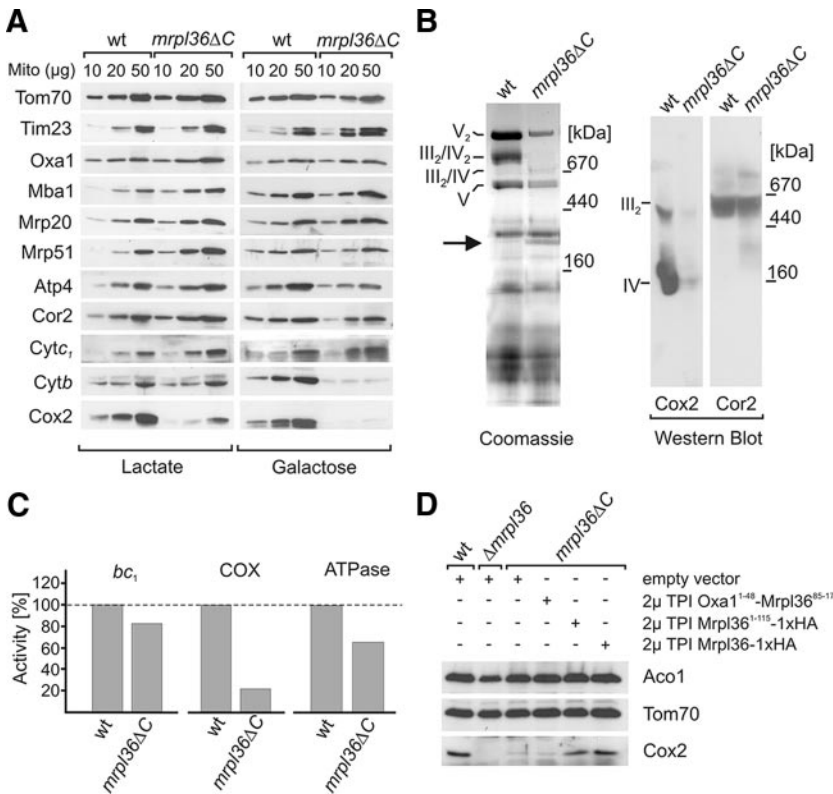 A
wt mrpl36ΔC wt mrpl36ΔC
Mito (µg) 10 20 50 10 20 50 10 20 50 10 20 50
Tom70
Tim23
Oxa1
Mba1
Mrp20
Mrp51
Atp4
Cor2
Cytc₁
Cytb
Cox2
Lactate Galactose
B
wt mrpl36ΔC
V₂
III₂/IV₂
III₂/IV
V
[kDa]
670
440
160
Coomassie
wt mrpl36ΔC wt mrpl36ΔC
III₂
IV
[kDa]
670
440
160
Cox2 Cor2
Western Blot
C
bc₁ COX ATPase
Activity [%]
120
100
80
60
40
20
wt mrpl36ΔC wt mrpl36ΔC wt mrpl36ΔC
D
wt Δmrpl36 mrpl36ΔC
+ + + - - - empty vector
- - - + - - 2µ TPI Oxa1¹⁻⁴⁸-Mrpl36⁸⁵⁻¹⁷
- - - - + - 2µ TPI Mrpl36¹⁻¹¹⁵-1xHA
- - - - - + 2µ TPI Mrpl36-1xHA
Aco1
Tom70
Cox2